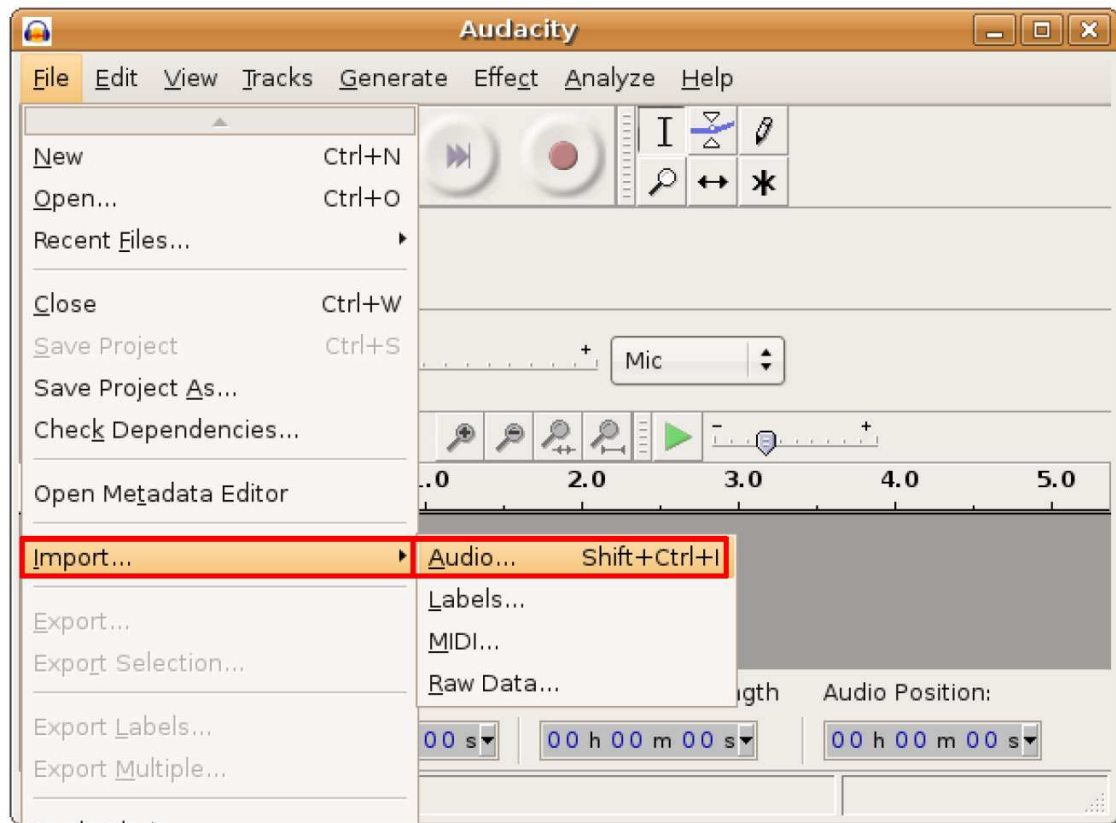 Audacity
File Edit View Tracks Generate Effect Analyze Help
New Ctrl+N
Open... Ctrl+O
Recent Files...
Close Ctrl+W
Save Project Ctrl+S
- +
Mic
Save Project As...
Check Dependencies...
- +
.0 2.0 3.0 4.0 5.0
Open Metadata Editor
Import...
Audio... Shift+Ctrl+I
Labels...
MIDI...
Raw Data...
Export...
Export Selection...
gth Audio Position:
Export Labels...
00 s 00 h 00 m 00 s 00 h 00 m 00 s
Export Multiple...